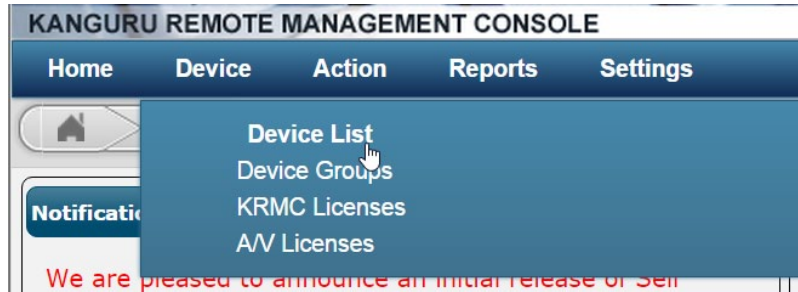 KANGURU REMOTE MANAGEMENT CONSOLE
Home Device Action Reports Settings
Device List
Device Groups
KRMC Licenses
A/V Licenses
We are pleased to announce an initial release of Self